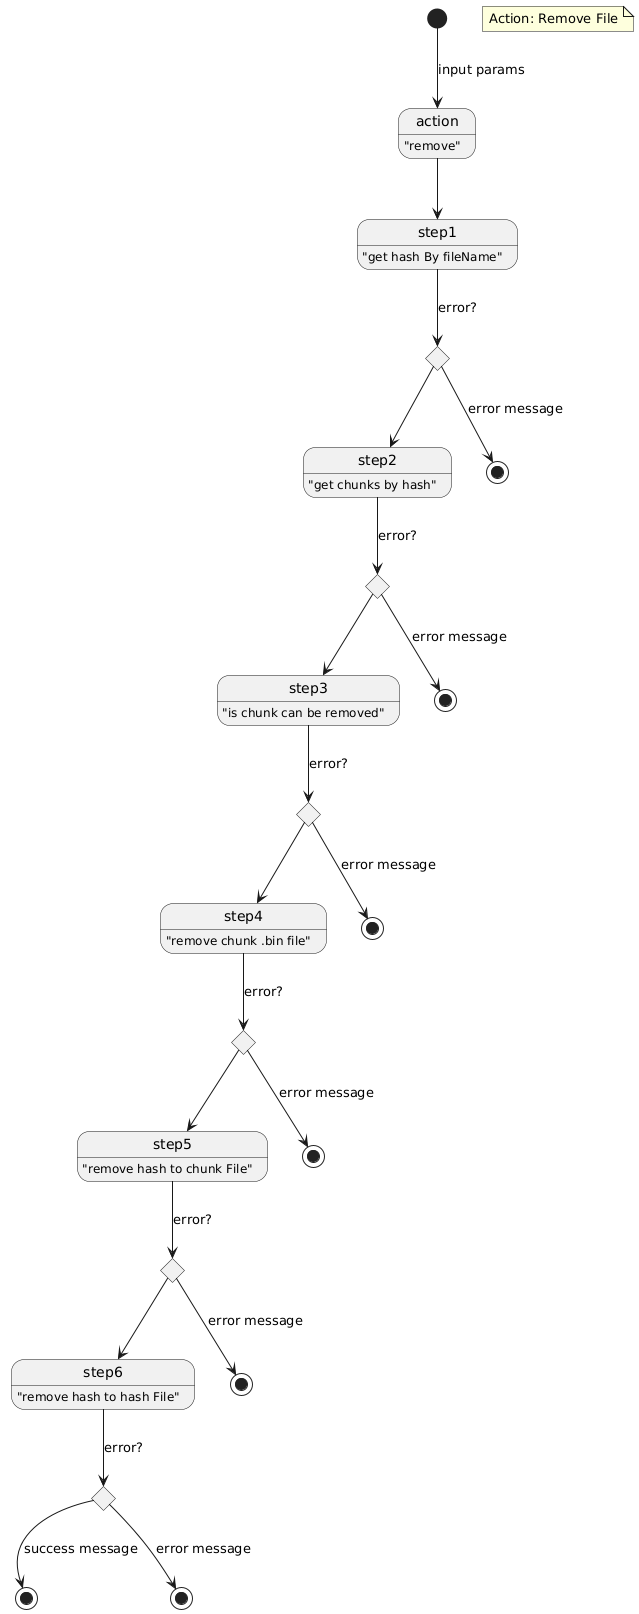 Action: Remove File
input params
action
"remove"
step1
"get hash By fileName"
error?
error message
step2
"get chunks by hash"
error?
error message
step3
"is chunk can be removed"
error?
error message
step4
"remove chunk .bin file"
error?
error message
step5
"remove hash to chunk File"
error?
error message
step6
"remove hash to hash File"
error?
success message
error message